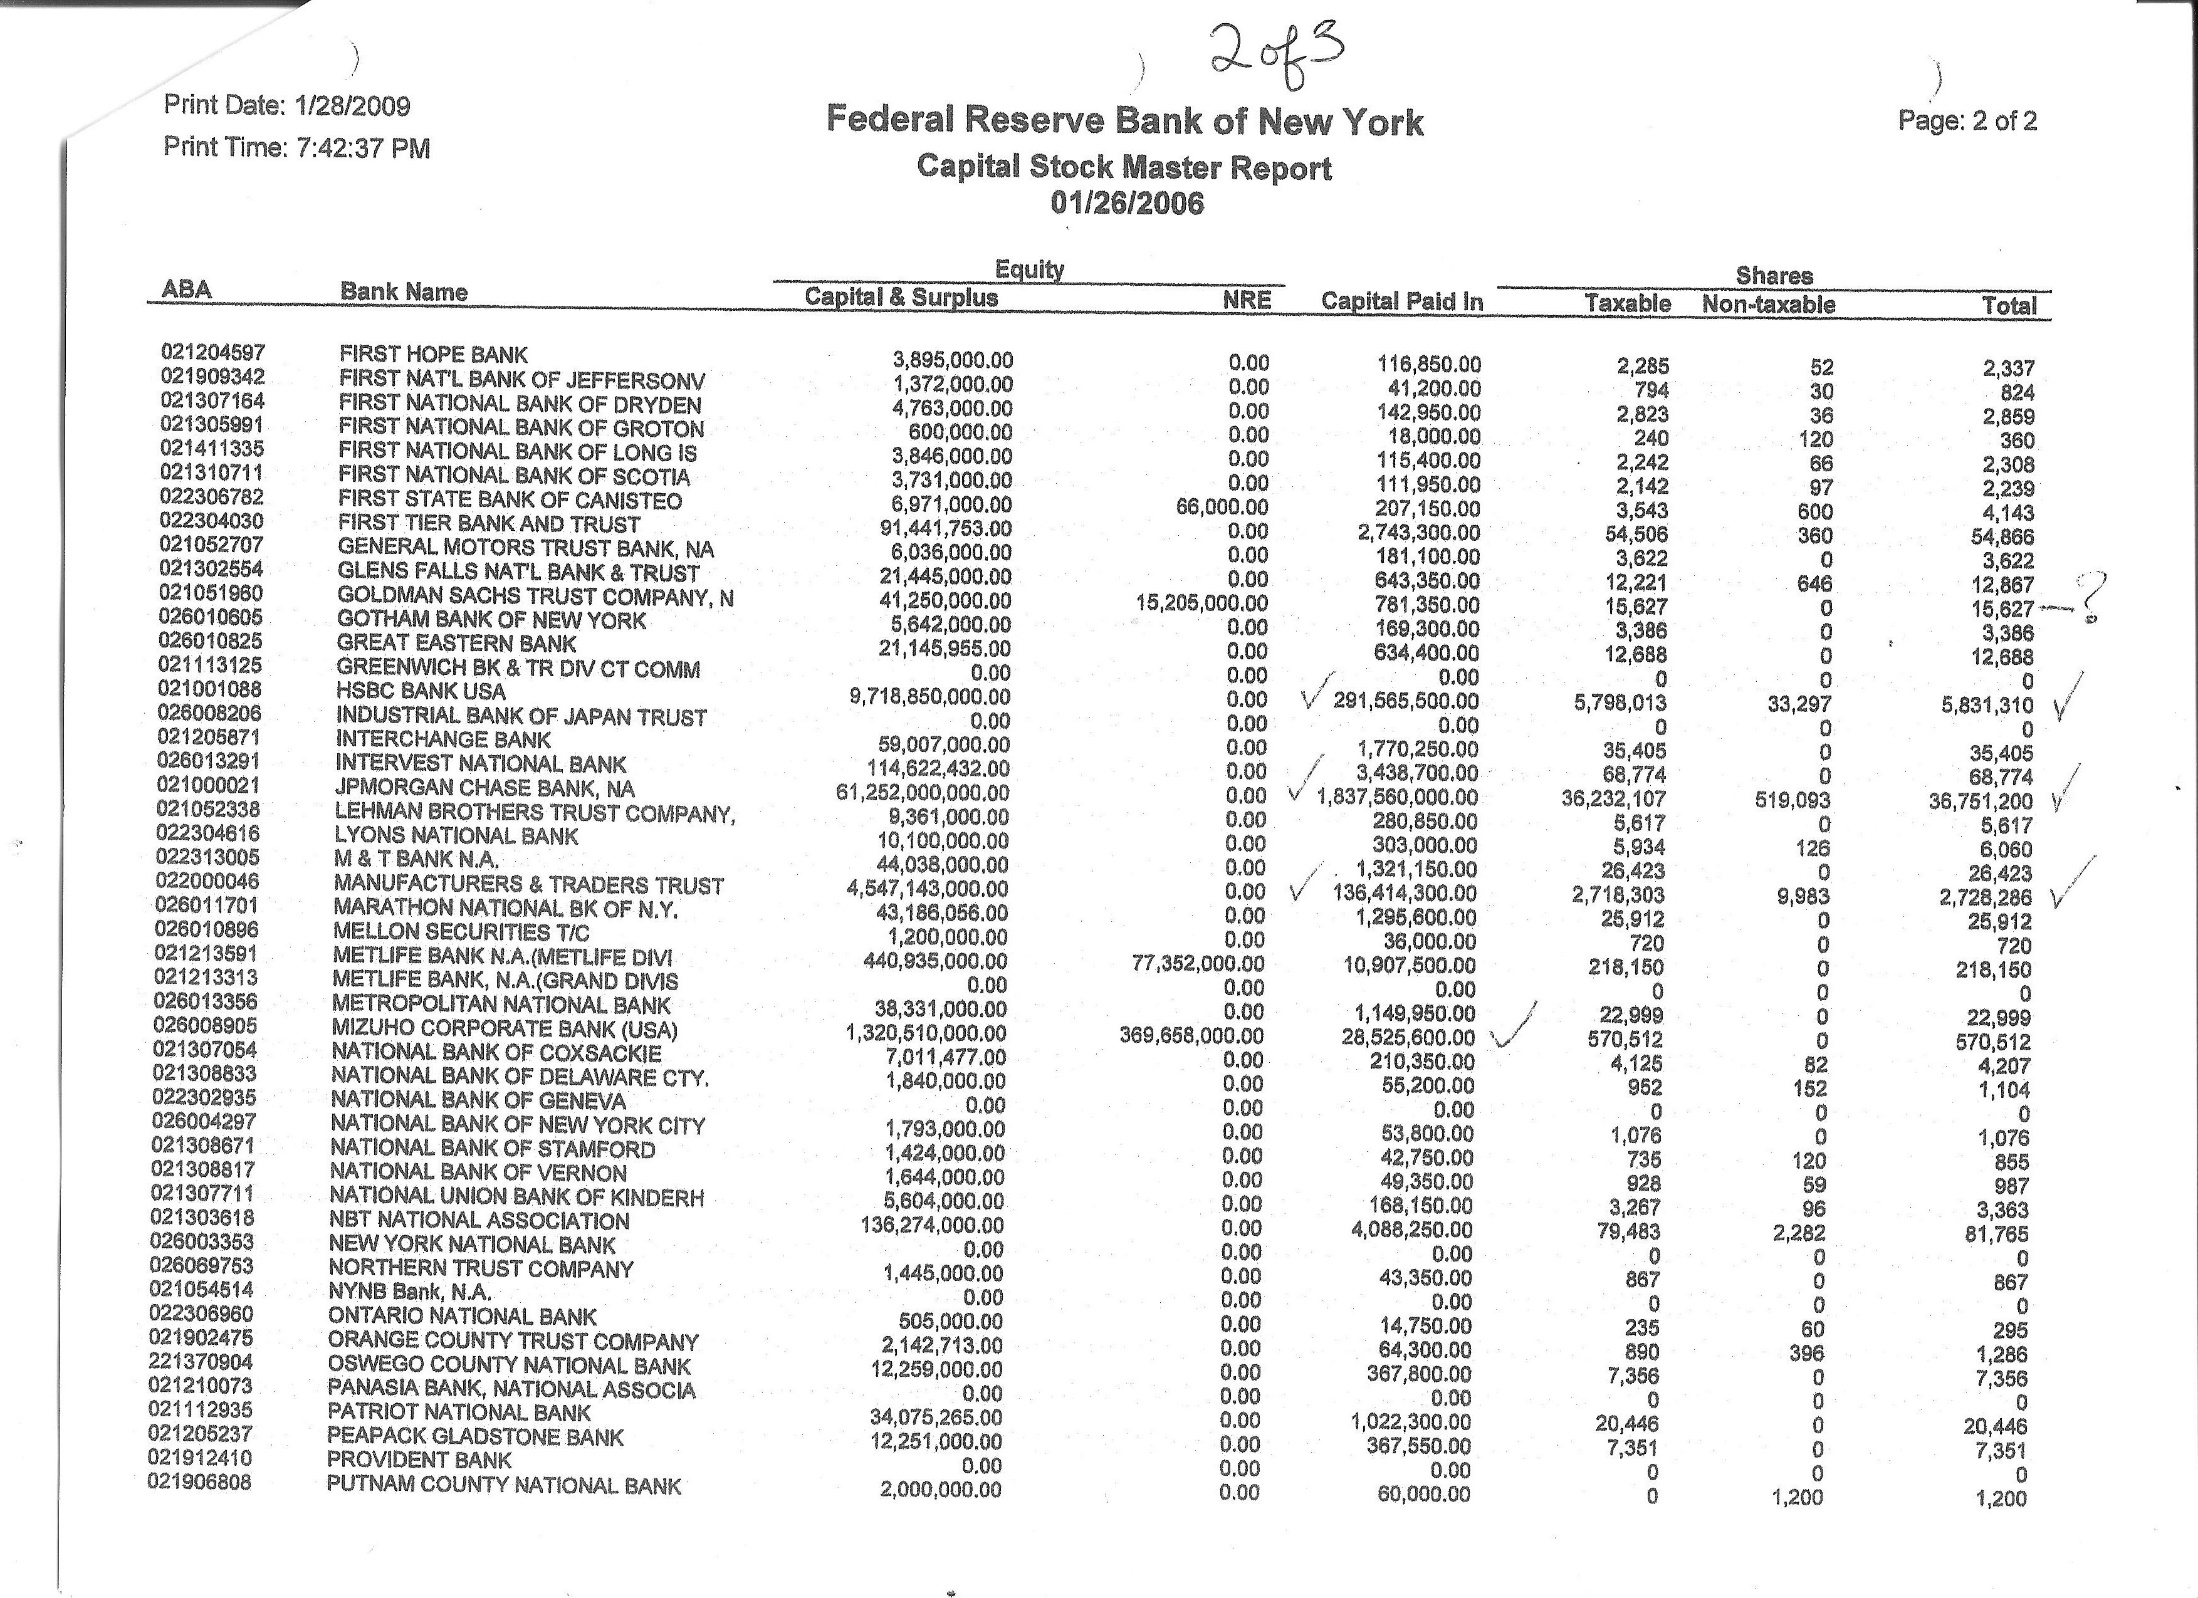 2 of 3
Print Date: 1/28/2009
Print Time: 7:42:37 PM
Federal Reserve Bank of New York
Page: 2 of 2
Capital Stock Master Report
01/26/2006
Equity Shares
ABA Bank Name Capital & Surplus NRE Capital Paid In Taxable Non-taxable Total
021204597 FIRST HOPE BANK 3,895,000.00 0.00 116,850.00 2,285 52 2,337
021909342 FIRST NAT'L BANK OF JEFFERSONV 1,372,000.00 0.00 41,200.00 794 30 824
021307164 FIRST NATIONAL BANK OF DRYDEN 4,763,000.00 0.00 142,950.00 2,823 36 2,859
021305991 FIRST NATIONAL BANK OF GROTON 600,000.00 0.00 18,000.00 240 120 360
021411335 FIRST NATIONAL BANK OF LONG IS 3,846,000.00 0.00 115,400.00 2,242 66 2,308
021310711 FIRST NATIONAL BANK OF SCOTIA 3,731,000.00 0.00 111,950.00 2,142 97 2,239
022306782 FIRST STATE BANK OF CANISTEO 6,971,000.00 66,000.00 207,150.00 3,543 600 4,143
022304030 FIRST TIER BANK AND TRUST 91,441,753.00 0.00 2,743,300.00 54,506 360 54,866
021052707 GENERAL MOTORS TRUST BANK, NA 6,036,000.00 0.00 181,100.00 3,622 0 3,622
021302554 GLENS FALLS NAT'L BANK & TRUST 21,445,000.00 0.00 643,350.00 12,221 646 12,867
021051960 GOLDMAN SACHS TRUST COMPANY, N 41,250,000.00 15,205,000.00 781,350.00 15,627 0 15,627 —?
026010605 GOTHAM BANK OF NEW YORK 5,642,000.00 0.00 169,300.00 3,386 0 3,386
026010825 GREAT EASTERN BANK 21,145,955.00 0.00 634,400.00 12,688 0 12,688
021113125 GREENWICH BK & TR DIV CT COMM 0.00 0.00 0.00 0 0 0
021001088 HSBC BANK USA 9,718,850,000.00 0.00 ✓ 291,565,500.00 5,798,013 33,297 5,831,310 ✓
026008206 INDUSTRIAL BANK OF JAPAN TRUST 0.00 0.00 0.00 0 0 0
021205871 INTERCHANGE BANK 59,007,000.00 0.00 1,770,250.00 35,405 0 35,405
026013291 INTERVEST NATIONAL BANK 114,622,432.00 0.00 3,438,700.00 68,774 0 68,774
021000021 JPMORGAN CHASE BANK, NA 61,252,000,000.00 0.00 ✓ 1,837,560,000.00 36,232,107 519,093 36,751,200 ✓
021052338 LEHMAN BROTHERS TRUST COMPANY, 9,361,000.00 0.00 280,850.00 5,617 0 5,617
022304616 LYONS NATIONAL BANK 10,100,000.00 0.00 303,000.00 5,934 126 6,060
022313005 M & T BANK N.A. 44,038,000.00 0.00 1,321,150.00 26,423 0 26,423
022000046 MANUFACTURERS & TRADERS TRUST 4,547,143,000.00 0.00 ✓ 136,414,300.00 2,718,303 9,983 2,728,286 ✓
026011701 MARATHON NATIONAL BK OF N.Y. 43,186,056.00 0.00 1,295,600.00 25,912 0 25,912
026010896 MELLON SECURITIES T/C 1,200,000.00 0.00 36,000.00 720 0 720
021213591 METLIFE BANK N.A.(METLIFE DIVI 440,935,000.00 77,352,000.00 10,907,500.00 218,150 0 218,150
021213313 METLIFE BANK, N.A.(GRAND DIVIS 0.00 0.00 0.00 0 0 0
026013356 METROPOLITAN NATIONAL BANK 38,331,000.00 0.00 1,149,950.00 22,999 0 22,999
026008905 MIZUHO CORPORATE BANK (USA) 1,320,510,000.00 369,658,000.00 28,525,600.00 ✓ 570,512 0 570,512
021307054 NATIONAL BANK OF COXSACKIE 7,011,477.00 0.00 210,350.00 4,125 82 4,207
021308833 NATIONAL BANK OF DELAWARE CTY. 1,840,000.00 0.00 55,200.00 952 152 1,104
022302935 NATIONAL BANK OF GENEVA 0.00 0.00 0.00 0 0 0
026004297 NATIONAL BANK OF NEW YORK CITY 1,793,000.00 0.00 53,800.00 1,076 0 1,076
021308671 NATIONAL BANK OF STAMFORD 1,424,000.00 0.00 42,750.00 735 120 855
021308817 NATIONAL BANK OF VERNON 1,644,000.00 0.00 49,350.00 928 59 987
021307711 NATIONAL UNION BANK OF KINDERH 5,604,000.00 0.00 168,150.00 3,267 96 3,363
021303618 NBT NATIONAL ASSOCIATION 136,274,000.00 0.00 4,088,250.00 79,483 2,282 81,765
026003353 NEW YORK NATIONAL BANK 0.00 0.00 0.00 0 0 0
026069753 NORTHERN TRUST COMPANY 1,445,000.00 0.00 43,350.00 867 0 867
021054514 NYNB Bank, N.A. 0.00 0.00 0.00 0 0 0
022306960 ONTARIO NATIONAL BANK 505,000.00 0.00 14,750.00 235 60 295
021902475 ORANGE COUNTY TRUST COMPANY 2,142,713.00 0.00 64,300.00 890 396 1,286
221370904 OSWEGO COUNTY NATIONAL BANK 12,259,000.00 0.00 367,800.00 7,356 0 7,356
021210073 PANASIA BANK, NATIONAL ASSOCIA 0.00 0.00 0.00 0 0 0
021112935 PATRIOT NATIONAL BANK 34,075,265.00 0.00 1,022,300.00 20,446 0 20,446
021205237 PEAPACK GLADSTONE BANK 12,251,000.00 0.00 367,550.00 7,351 0 7,351
021912410 PROVIDENT BANK 0.00 0.00 0.00 0 0 0
021906808 PUTNAM COUNTY NATIONAL BANK 2,000,000.00 0.00 60,000.00 0 1,200 1,200